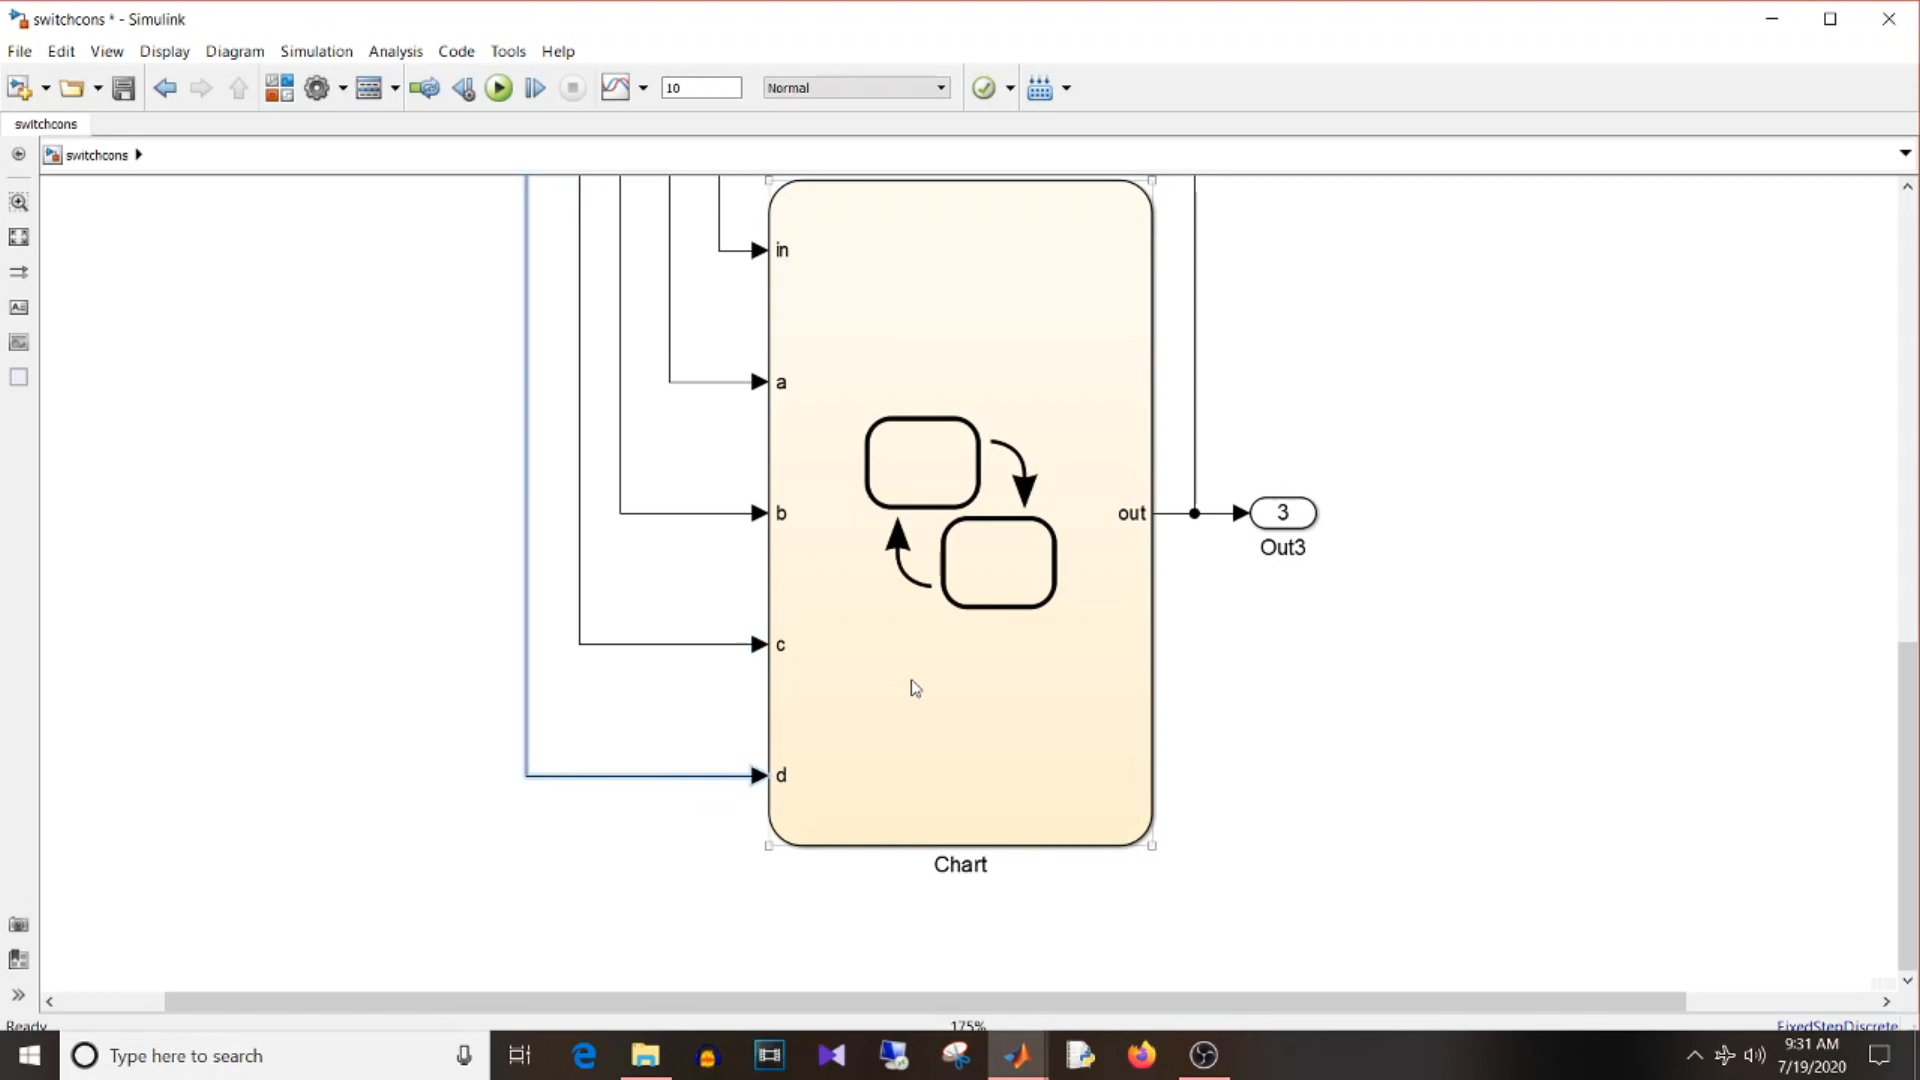 switchcons * - Simulink
File Edit View Display Diagram Simulation Analysis Code Tools Help
10
Normal
switchcons
switchcons
in
a
b
out
3
Out3
c
d
Chart
Ready
175%
FixedStepDiscrete
Type here to search
9:31 AM
7/19/2020